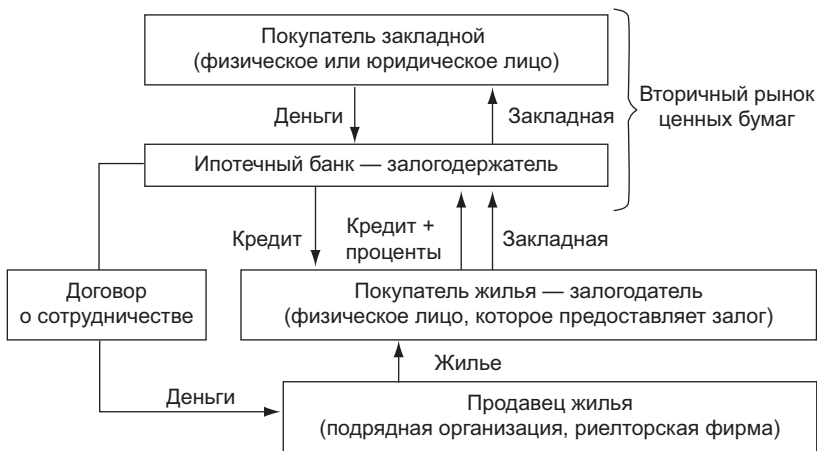 Покупатель закладной
(физическое или юридическое лицо)
Деньги
Закладная
Вторичный рынок
ценных бумаг
Ипотечный банк — залогодержатель
Кредит
Кредит +
проценты
Закладная
Договор
о сотрудничестве
Покупатель жилья — залогодатель
(физическое лицо, которое предоставляет залог)
Жилье
Деньги
Продавец жилья
(подрядная организация, риелторская фирма)